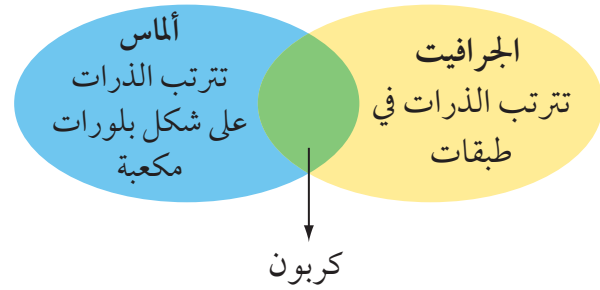 الجرافيت
تترتب الذرات في
طبقات
ألماس
تترتب الذرات
على شكل بلورات
مكعبة
كربون